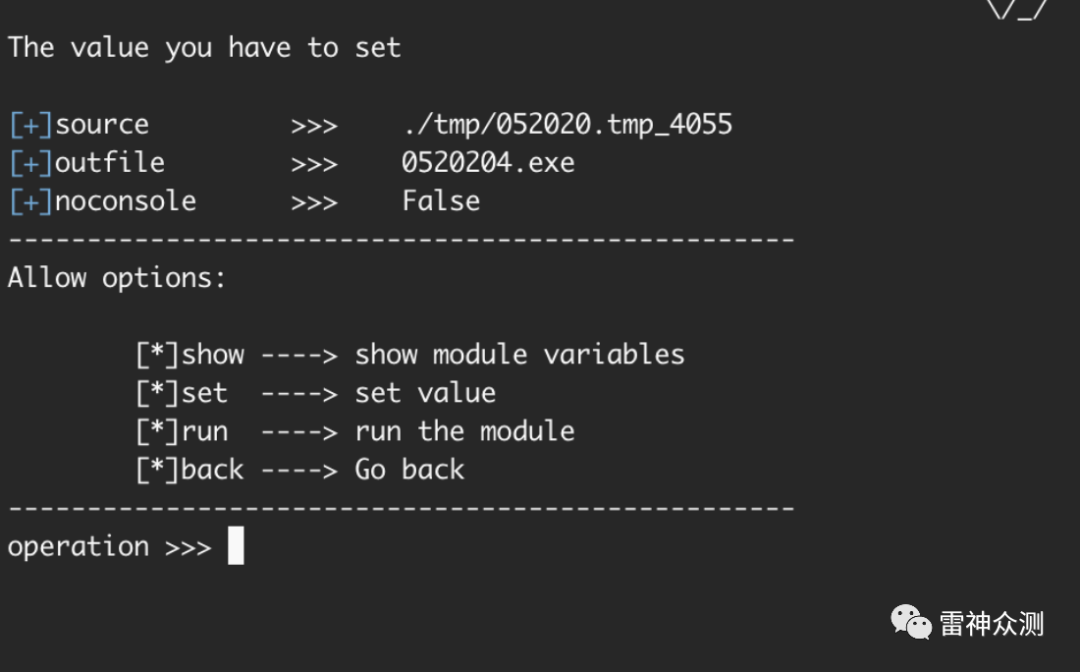 The value you have to set
[+]source >>> ./tmp/052020.tmp_4055
[+]outfile >>> 0520204.exe
[+]noconsole >>> False
--------------------------------------------------
Allow options:
[*]show ----> show module variables
[*]set ----> set value
[*]run ----> run the module
[*]back ----> Go back
--------------------------------------------------
operation >>>
雷神众测